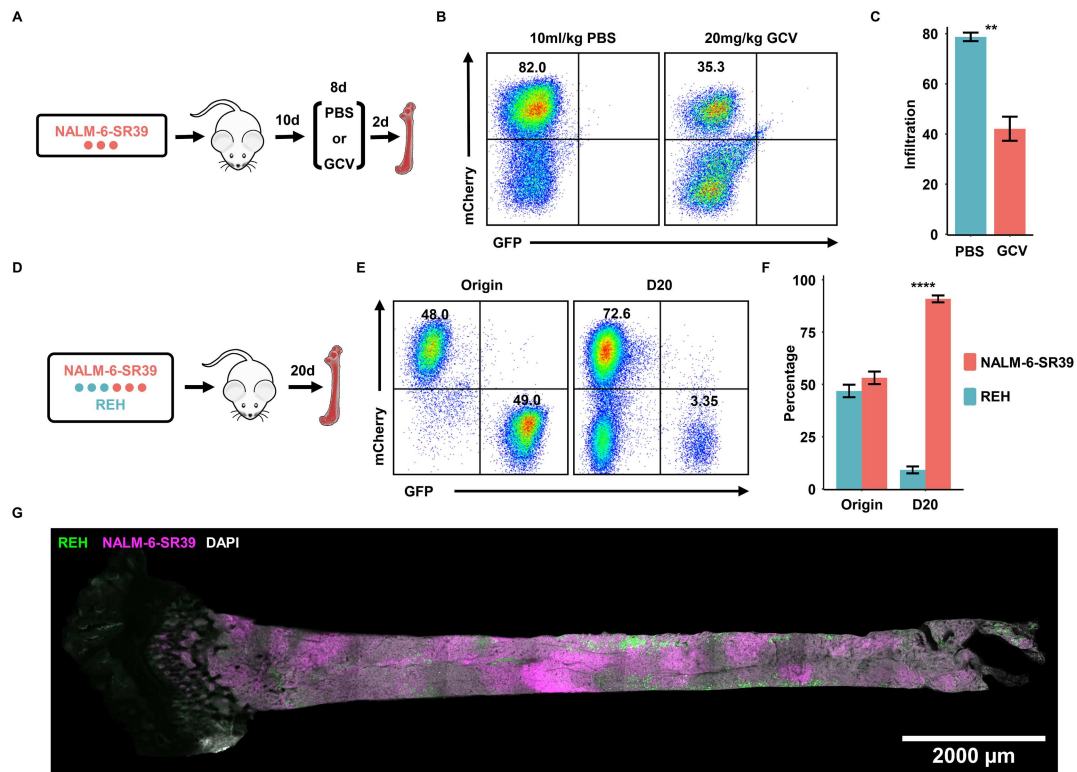 A
NALM-6-SR39
10d
8d
PBS
or
GCV
2d
B
10ml/kg PBS
20mg/kg GCV
82.0
35.3
mCherry
GFP
C
**
Infiltration
80
60
40
20
0
PBS
GCV
D
NALM-6-SR39
REH
20d
E
Origin
D20
48.0
49.0
72.6
3.35
mCherry
GFP
F
****
Percentage
100
75
50
25
0
Origin
D20
NALM-6-SR39
REH
G
REH NALM-6-SR39 DAPI
2000 µm